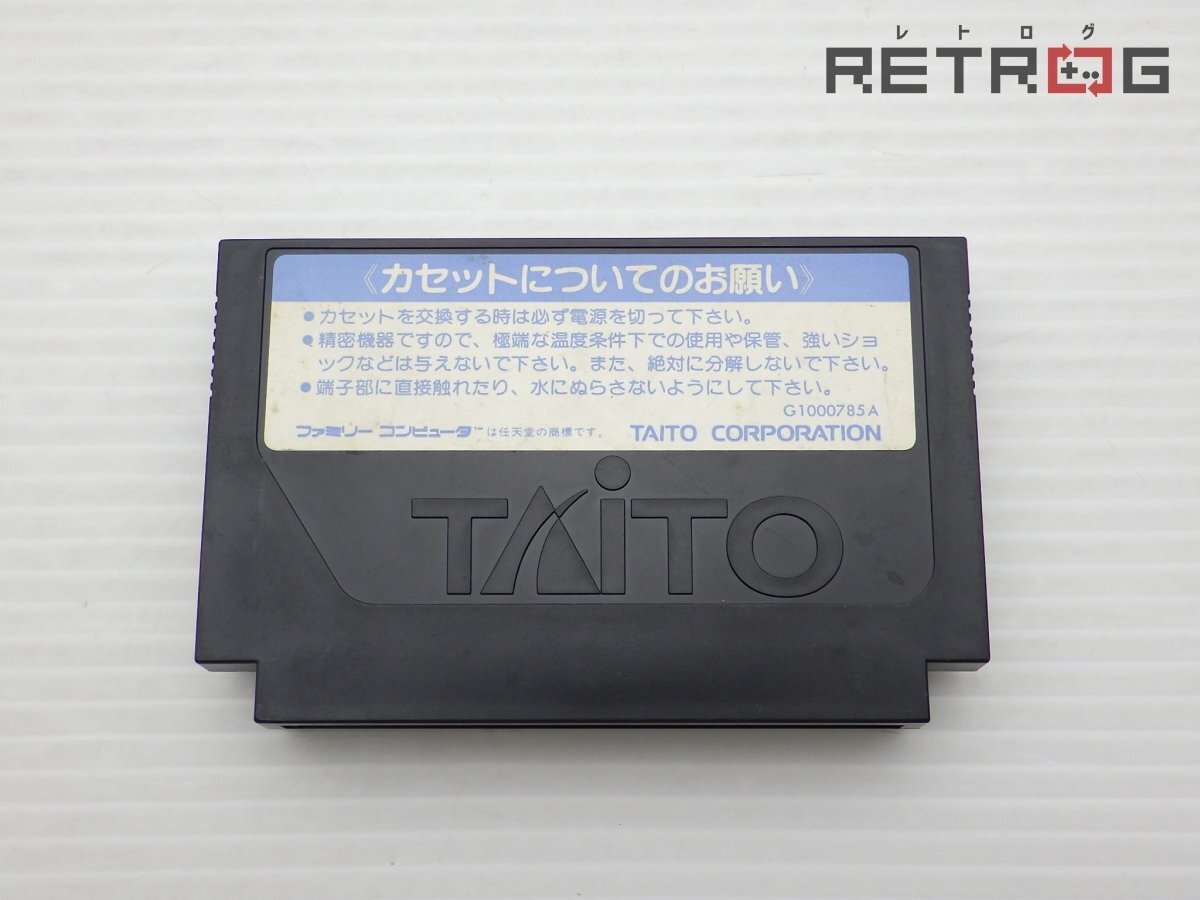 レトログ
RETROG
《カセットについてのお願い》
●カセットを交換する時は必ず電源を切って下さい。
●精密機器ですので、極端な温度条件下での使用や保管、強いショ
ックなどは与えないで下さい。また、絶対に分解しないで下さい。
●端子部に直接触れたり、水にぬらさないようにして下さい。
G1000785A
ファミリーコンピュータ™は任天堂の商標です。 TAITO CORPORATION
TAiTO